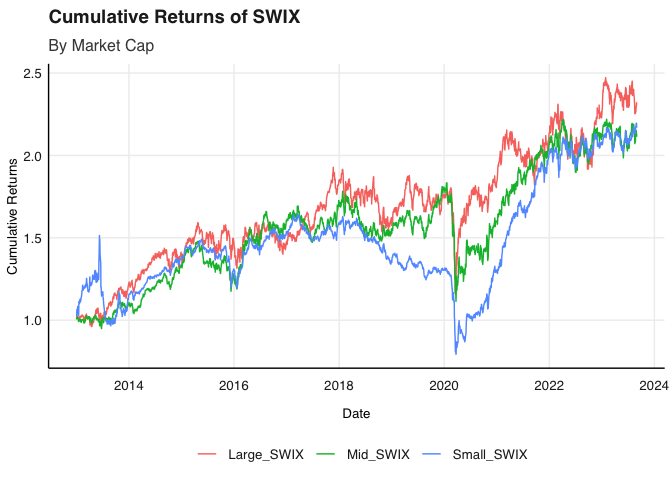 Cumulative Returns of SWIX
By Market Cap
Cumulative Returns
2.5
2.0
1.5
1.0
2014 2016 2018 2020 2022 2024
Date
Large_SWIX Mid_SWIX Small_SWIX